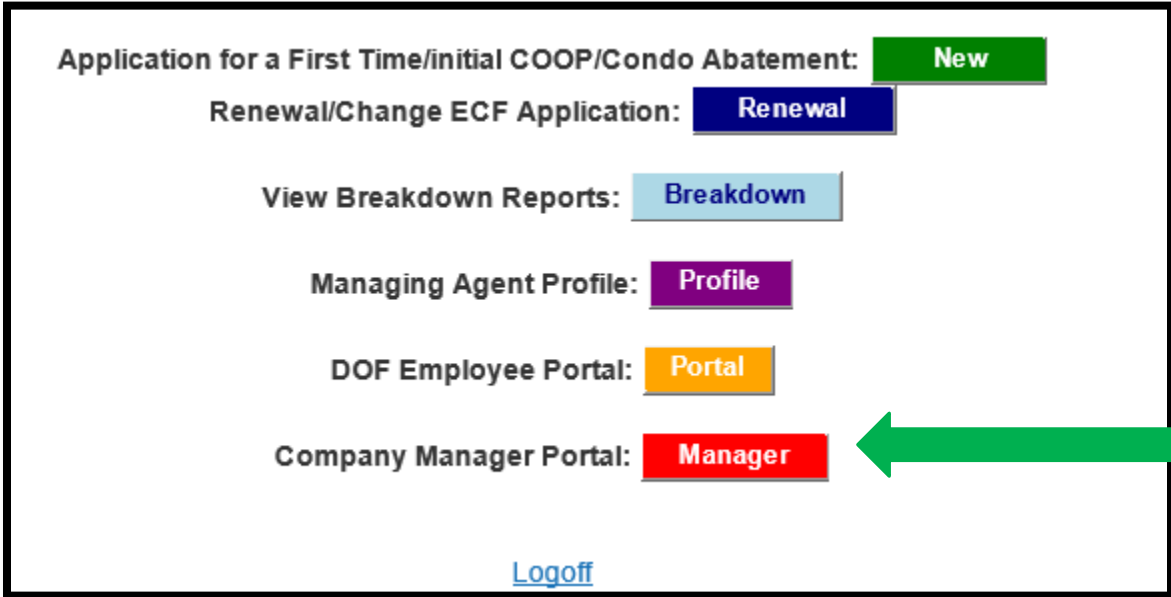 Application for a First Time/initial COOP/Condo Abatement: New
Renewal/Change ECF Application: Renewal
View Breakdown Reports: Breakdown
Managing Agent Profile: Profile
DOF Employee Portal: Portal
Company Manager Portal: Manager
Logoff